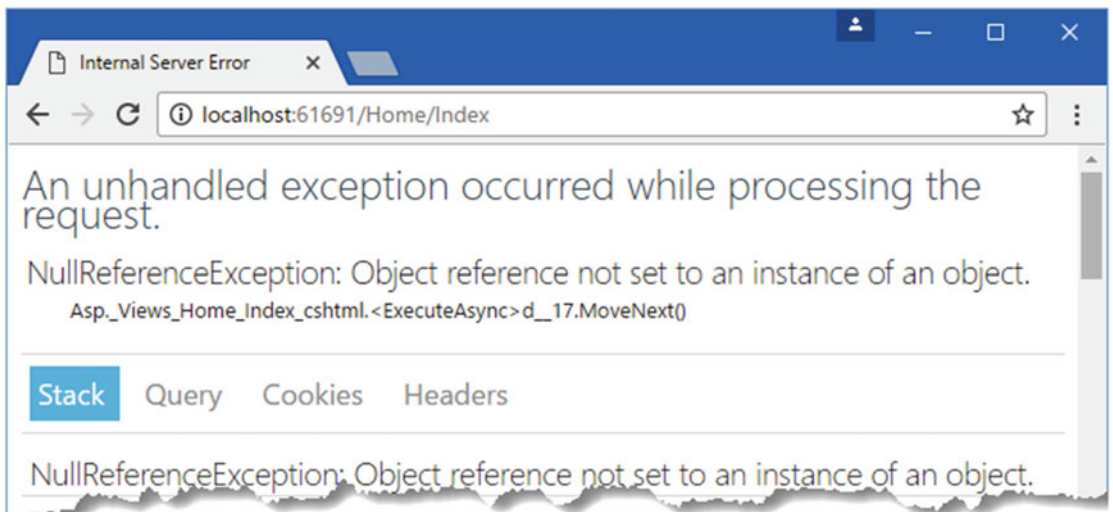 Internal Server Error
localhost:61691/Home/Index
An unhandled exception occurred while processing the
request.
NullReferenceException: Object reference not set to an instance of an object.
Asp._Views_Home_Index_cshtml.<ExecuteAsync>d__17.MoveNext()
Stack Query Cookies Headers
NullReferenceException: Object reference not set to an instance of an object.